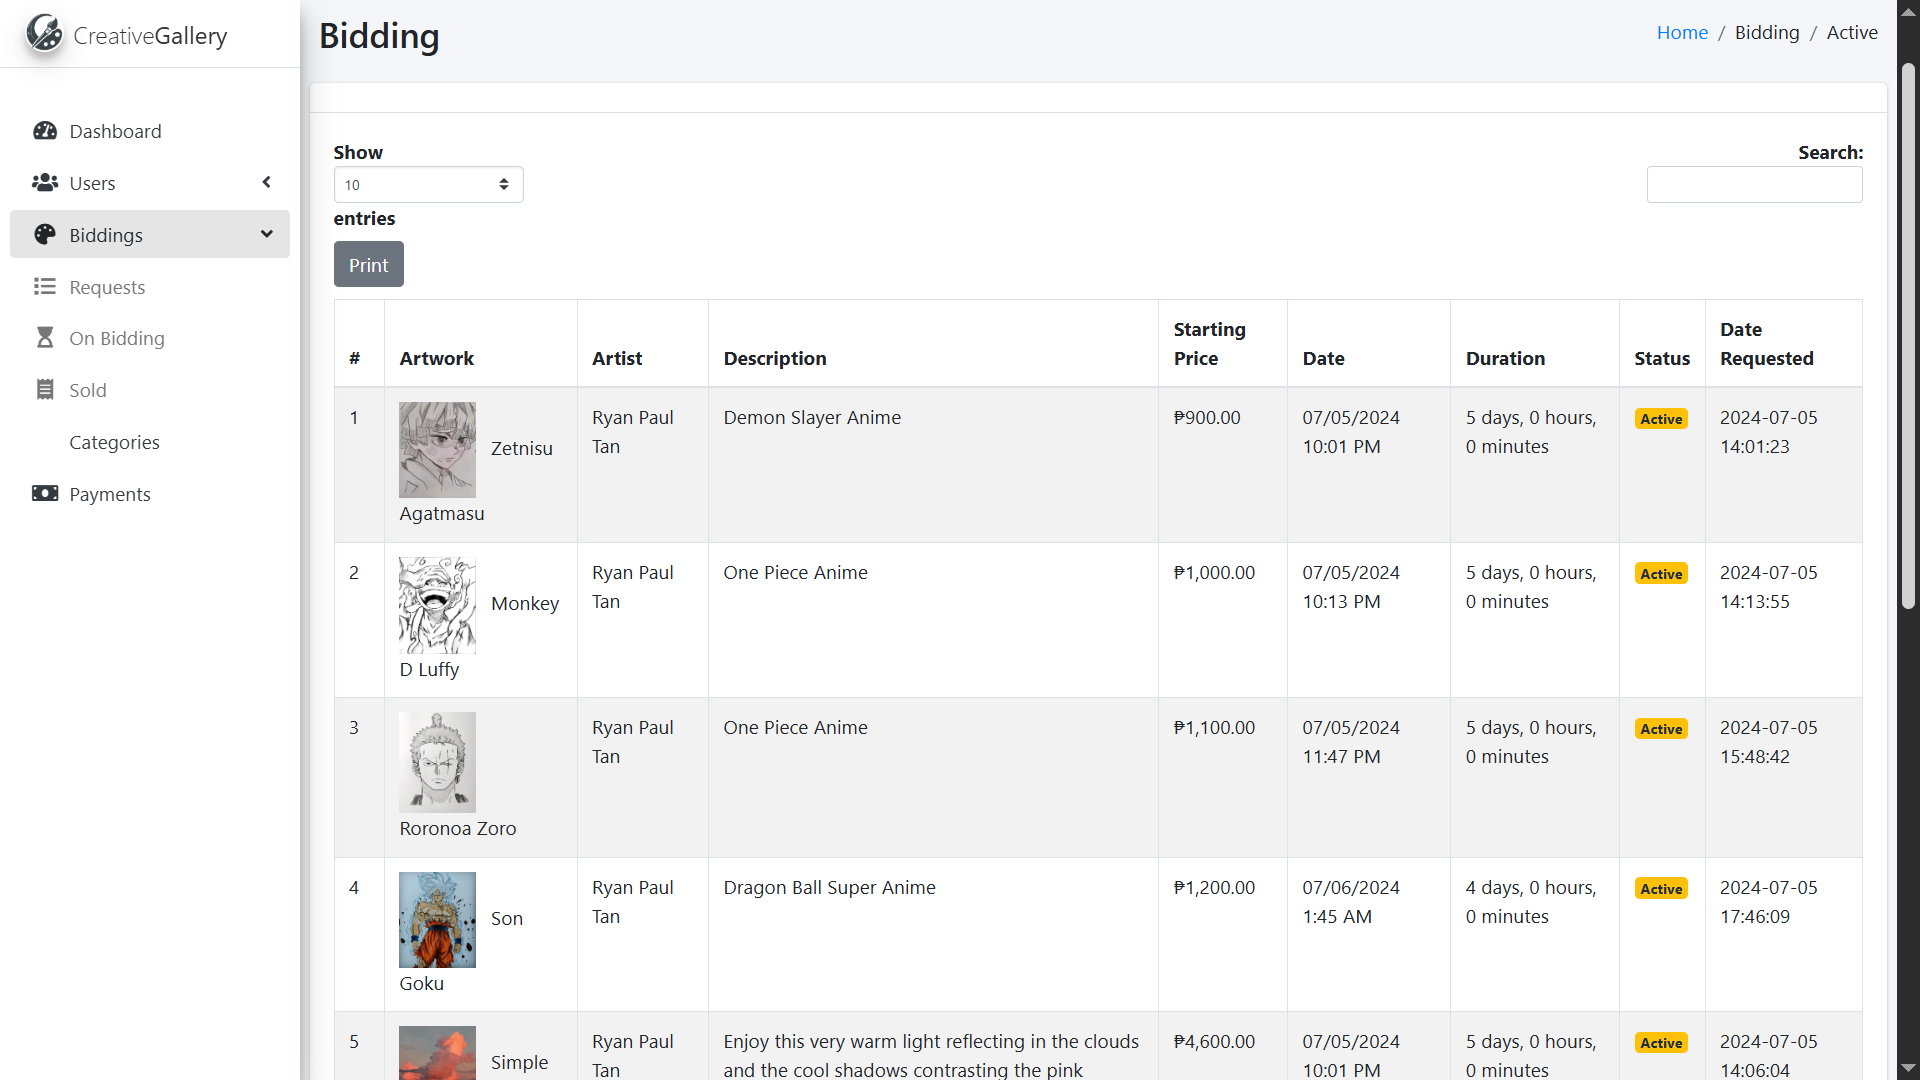 CreativeGallery
Dashboard
Users
Biddings
Requests
On Bidding
Sold
Categories
Payments
Bidding
Home / Bidding / Active
Show
10
entries
Search:
Print
# Artwork Artist Description Starting Price Date Duration Status Date Requested
1 Zetnisu Agatmasu Ryan Paul Tan Demon Slayer Anime ₱900.00 07/05/2024 10:01 PM 5 days, 0 hours, 0 minutes Active 2024-07-05 14:01:23
2 Monkey D Luffy Ryan Paul Tan One Piece Anime ₱1,000.00 07/05/2024 10:13 PM 5 days, 0 hours, 0 minutes Active 2024-07-05 14:13:55
3 Roronoa Zoro Ryan Paul Tan One Piece Anime ₱1,100.00 07/05/2024 11:47 PM 5 days, 0 hours, 0 minutes Active 2024-07-05 15:48:42
4 Son Goku Ryan Paul Tan Dragon Ball Super Anime ₱1,200.00 07/06/2024 1:45 AM 4 days, 0 hours, 0 minutes Active 2024-07-05 17:46:09
5 Simple Ryan Paul Tan Enjoy this very warm light reflecting in the clouds and the cool shadows contrasting the pink ₱4,600.00 07/05/2024 10:01 PM 5 days, 0 hours, 0 minutes Active 2024-07-05 14:06:04